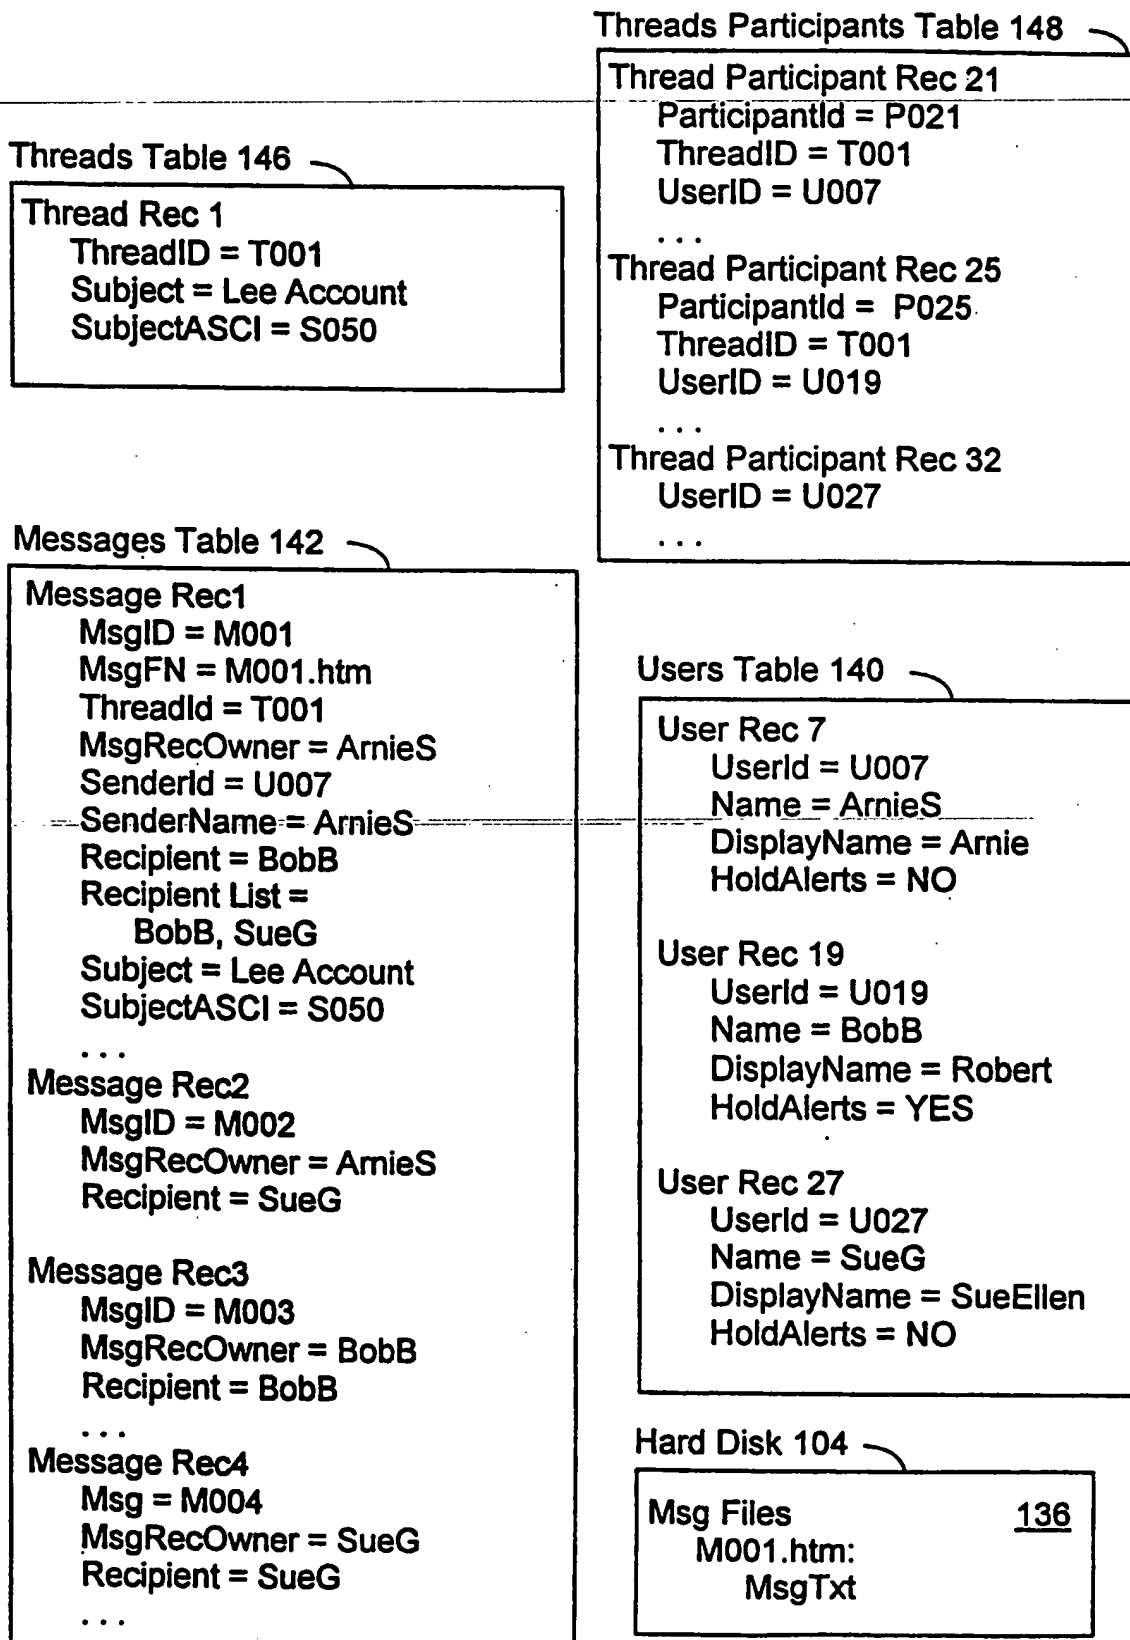 Threads Participants Table 148
Thread Participant Rec 21
ParticipantId = P021
ThreadID = T001
UserID = U007
. . .
Thread Participant Rec 25
ParticipantId = P025
ThreadID = T001
UserID = U019
. . .
Thread Participant Rec 32
UserID = U027
. . .
Threads Table 146
Thread Rec 1
ThreadID = T001
Subject = Lee Account
SubjectASCI = S050
Messages Table 142
Message Rec1
MsgID = M001
MsgFN = M001.htm
ThreadId = T001
MsgRecOwner = ArnieS
SenderId = U007
SenderName = ArnieS
Recipient = BobB
Recipient List =
BobB, SueG
Subject = Lee Account
SubjectASCI = S050
. . .
Message Rec2
MsgID = M002
MsgRecOwner = ArnieS
Recipient = SueG
Message Rec3
MsgID = M003
MsgRecOwner = BobB
Recipient = BobB
. . .
Message Rec4
Msg = M004
MsgRecOwner = SueG
Recipient = SueG
. . .
Users Table 140
User Rec 7
UserId = U007
Name = ArnieS
DisplayName = Arnie
HoldAlerts = NO
User Rec 19
UserId = U019
Name = BobB
DisplayName = Robert
HoldAlerts = YES
User Rec 27
UserId = U027
Name = SueG
DisplayName = SueEllen
HoldAlerts = NO
Hard Disk 104
Msg Files 136
M001.htm:
MsgTxt